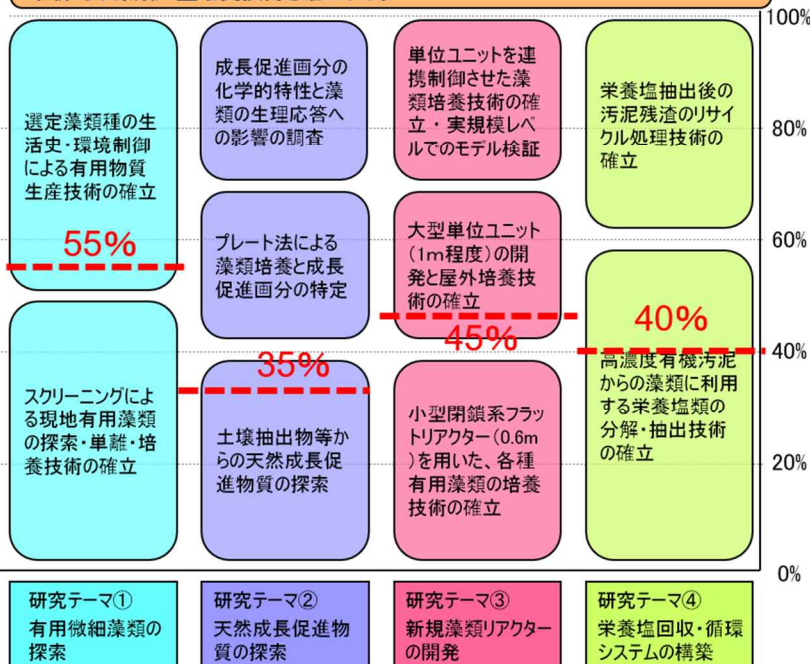 100%
選定藻類種の生
活史・環境制御
による有用物質
生産技術の確立
成長促進画分の
化学的特性と藻
類の生理応答へ
の影響の調査
単位ユニットを連
携制御させた藻
類培養技術の確
立・実規模レベ
ルでのモデル検証
栄養塩抽出後の
汚泥残渣のリサイ
クル処理技術の
確立
80%
55%
プレート法による
藻類培養と成長
促進画分の特定
大型単位ユニット
(1m程度)の開
発と屋外培養技
術の確立
60%
45%
40%
40%
スクリーニングによ
る現地有用藻類
の探索・単離・培
養技術の確立
35%
土壌抽出物等か
らの天然成長促
進物質の探索
小型閉鎖系フラッ
トリアクター(0.6m
)を用いた、各種
有用藻類の培養
技術の確立
高濃度有機汚泥
からの藻類に利用
する栄養塩類の
分解・抽出技術
の確立
20%
0%
研究テーマ①
有用微細藻類の
探索
研究テーマ②
天然成長促進物
質の探索
研究テーマ③
新規藻類リアクター
の開発
研究テーマ④
栄養塩回収・循環
システムの構築